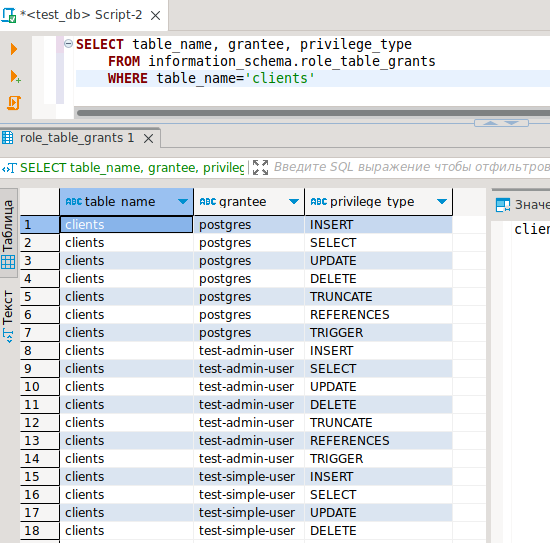 *<test_db> Script-2
SELECT table_name, grantee, privilege_type
FROM information_schema.role_table_grants
WHERE table_name='clients'
role_table_grants 1
SELECT table_name, grantee, privileg
Введите SQL выражение чтобы отфильтров
Таблица
Текст
ABC table_name ABC grantee ABC privilege_type
1 clients postgres INSERT
2 clients postgres SELECT
3 clients postgres UPDATE
4 clients postgres DELETE
5 clients postgres TRUNCATE
6 clients postgres REFERENCES
7 clients postgres TRIGGER
8 clients test-admin-user INSERT
9 clients test-admin-user SELECT
10 clients test-admin-user UPDATE
11 clients test-admin-user DELETE
12 clients test-admin-user TRUNCATE
13 clients test-admin-user REFERENCES
14 clients test-admin-user TRIGGER
15 clients test-simple-user INSERT
16 clients test-simple-user SELECT
17 clients test-simple-user UPDATE
18 clients test-simple-user DELETE
Значе
clien